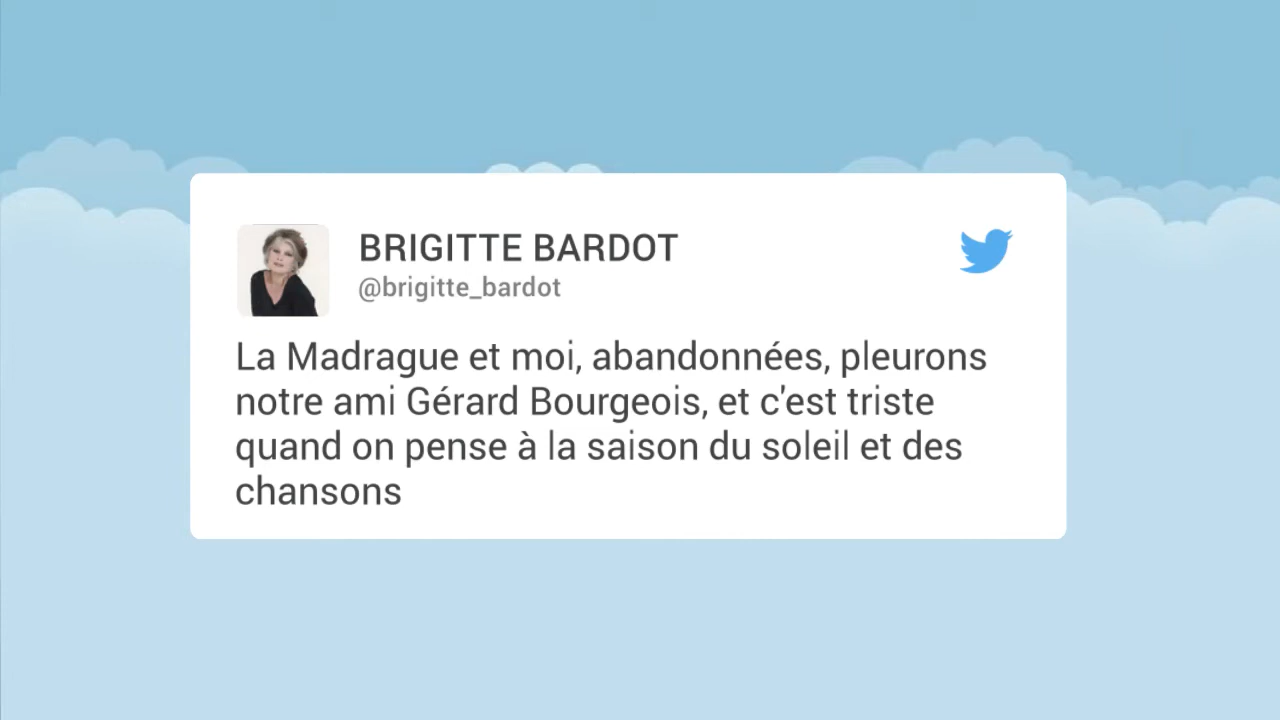 BRIGITTE BARDOT
@brigitte_bardot
La Madrague et moi, abandonnées, pleurons
notre ami Gérard Bourgeois, et c'est triste
quand on pense à la saison du soleil et des
chansons